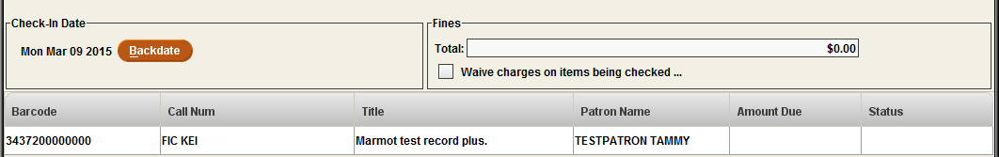 Check-In Date
Mon Mar 09 2015 Backdate
Fines
Total: $0.00
Waive charges on items being checked ...
Barcode Call Num Title Patron Name Amount Due Status
3437200000000 FIC KEI Marmot test record plus. TESTPATRON TAMMY